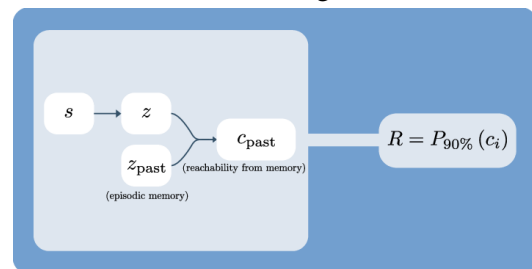 s
z
z_past
(episodic memory)
c_past
(reachability from memory)
R = P_90% (c_i)